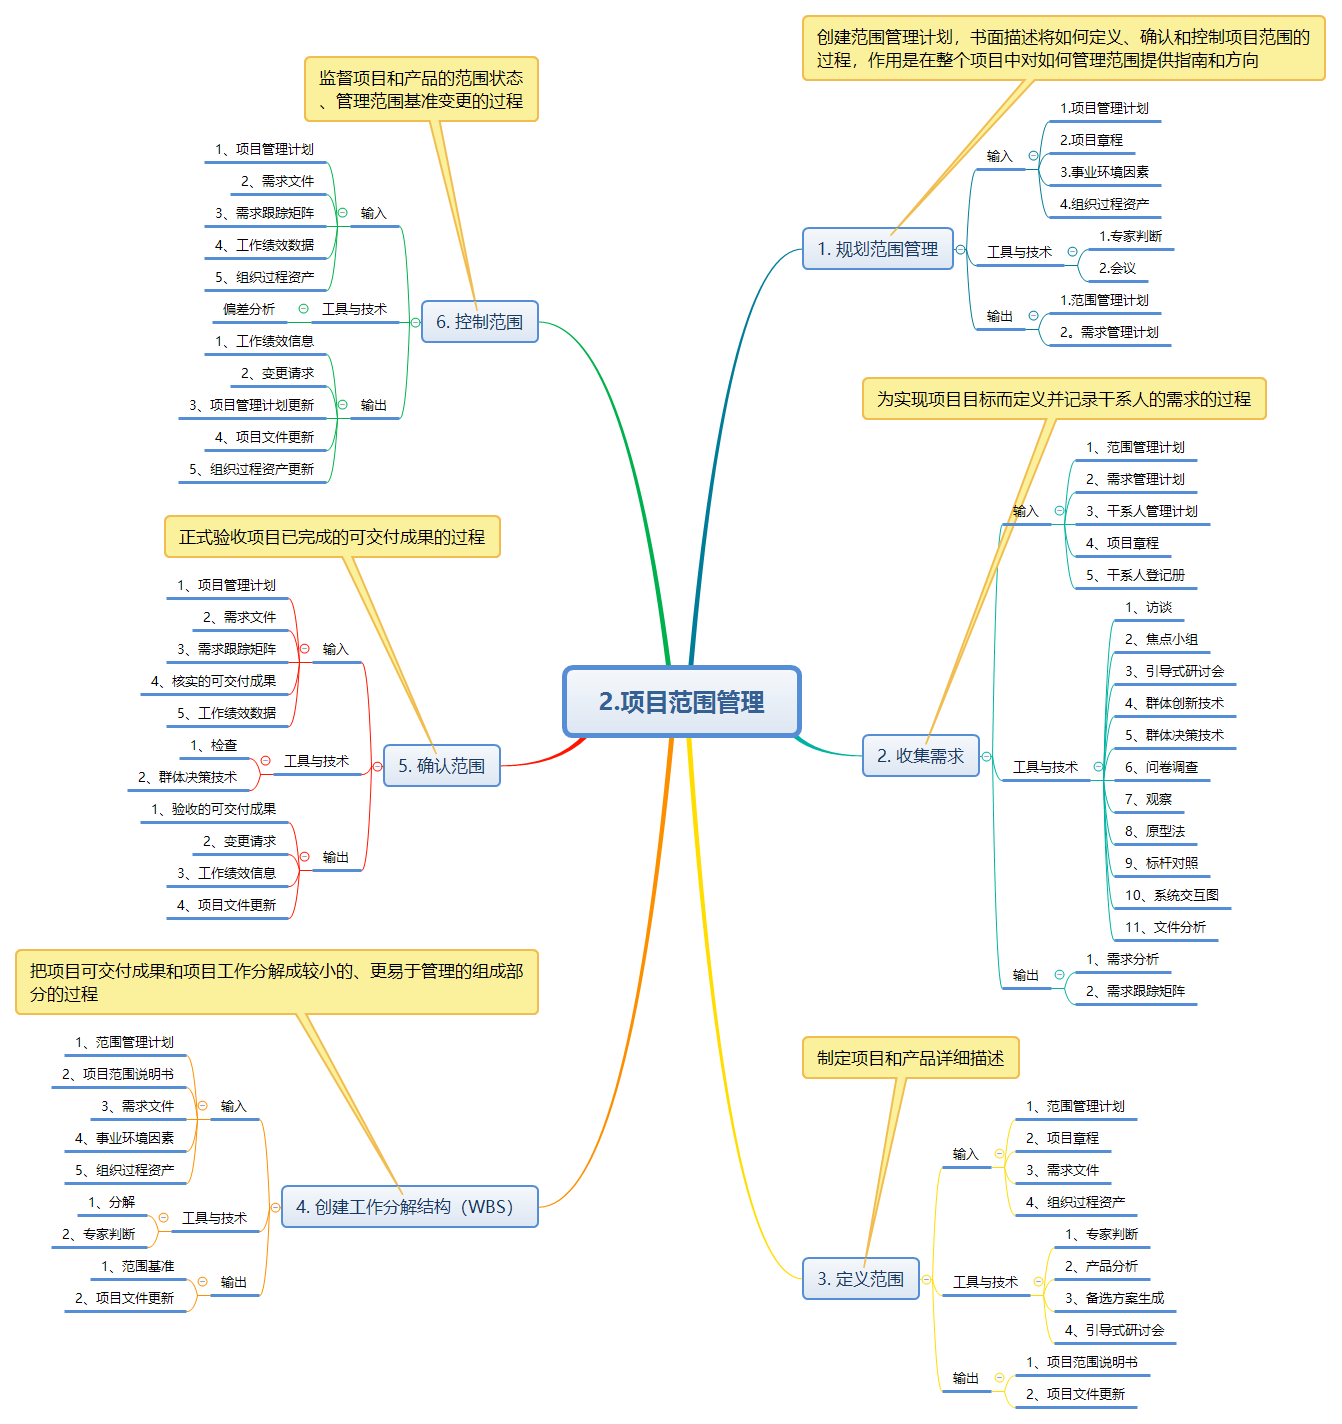 2.项目范围管理
创建范围管理计划，书面描述将如何定义、确认和控制项目范围的
过程，作用是在整个项目中对如何管理范围提供指南和方向
1. 规划范围管理
输入
1.项目管理计划
2.项目章程
3.事业环境因素
4.组织过程资产
工具与技术
1.专家判断
2.会议
输出
1.范围管理计划
2。需求管理计划
为实现项目目标而定义并记录干系人的需求的过程
2. 收集需求
输入
1、范围管理计划
2、需求管理计划
3、干系人管理计划
4、项目章程
5、干系人登记册
工具与技术
1、访谈
2、焦点小组
3、引导式研讨会
4、群体创新技术
5、群体决策技术
6、问卷调查
7、观察
8、原型法
9、标杆对照
10、系统交互图
11、文件分析
输出
1、需求分析
2、需求跟踪矩阵
制定项目和产品详细描述
3. 定义范围
输入
1、范围管理计划
2、项目章程
3、需求文件
4、组织过程资产
工具与技术
1、专家判断
2、产品分析
3、备选方案生成
4、引导式研讨会
输出
1、项目范围说明书
2、项目文件更新
把项目可交付成果和项目工作分解成较小的、更易于管理的组成部
分的过程
4. 创建工作分解结构（WBS）
输入
1、范围管理计划
2、项目范围说明书
3、需求文件
4、事业环境因素
5、组织过程资产
工具与技术
1、分解
2、专家判断
输出
1、范围基准
2、项目文件更新
正式验收项目已完成的可交付成果的过程
5. 确认范围
输入
1、项目管理计划
2、需求文件
3、需求跟踪矩阵
4、核实的可交付成果
5、工作绩效数据
工具与技术
1、检查
2、群体决策技术
输出
1、验收的可交付成果
2、变更请求
3、工作绩效信息
4、项目文件更新
监督项目和产品的范围状态
、管理范围基准变更的过程
6. 控制范围
输入
1、项目管理计划
2、需求文件
3、需求跟踪矩阵
4、工作绩效数据
5、组织过程资产
工具与技术
偏差分析
输出
1、工作绩效信息
2、变更请求
3、项目管理计划更新
4、项目文件更新
5、组织过程资产更新